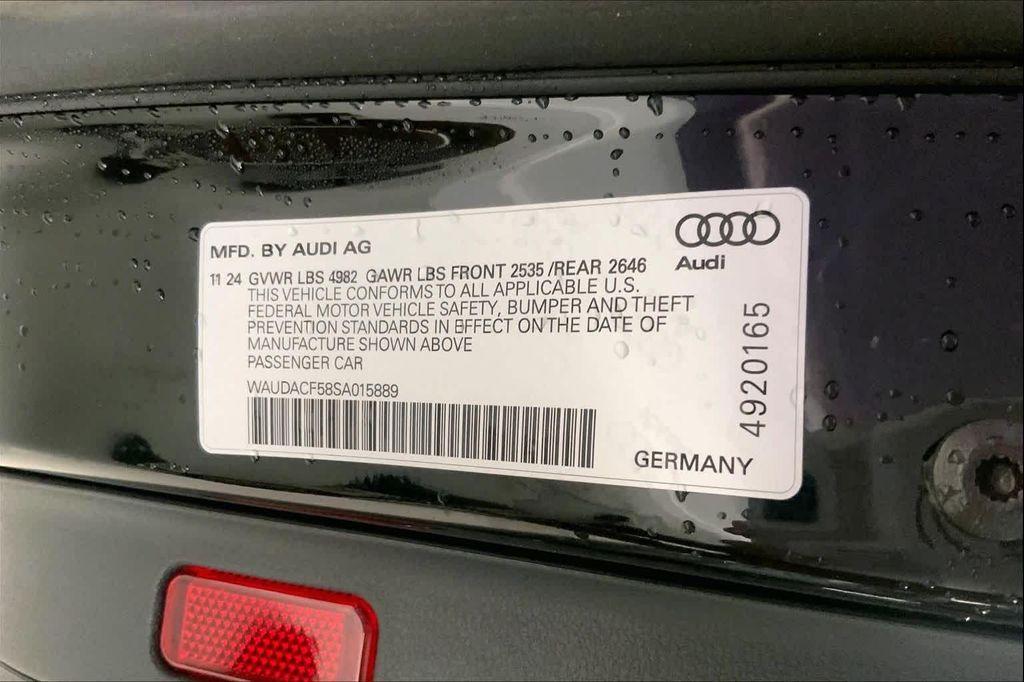 MFD. BY AUDI AG
Audi
11 24 GVWR LBS 4982 GAWR LBS FRONT 2535 /REAR 2646
THIS VEHICLE CONFORMS TO ALL APPLICABLE U.S.
FEDERAL MOTOR VEHICLE SAFETY, BUMPER AND THEFT
PREVENTION STANDARDS IN EFFECT ON THE DATE OF
MANUFACTURE SHOWN ABOVE
PASSENGER CAR
WAUDACF58SA015889
4920165
GERMANY